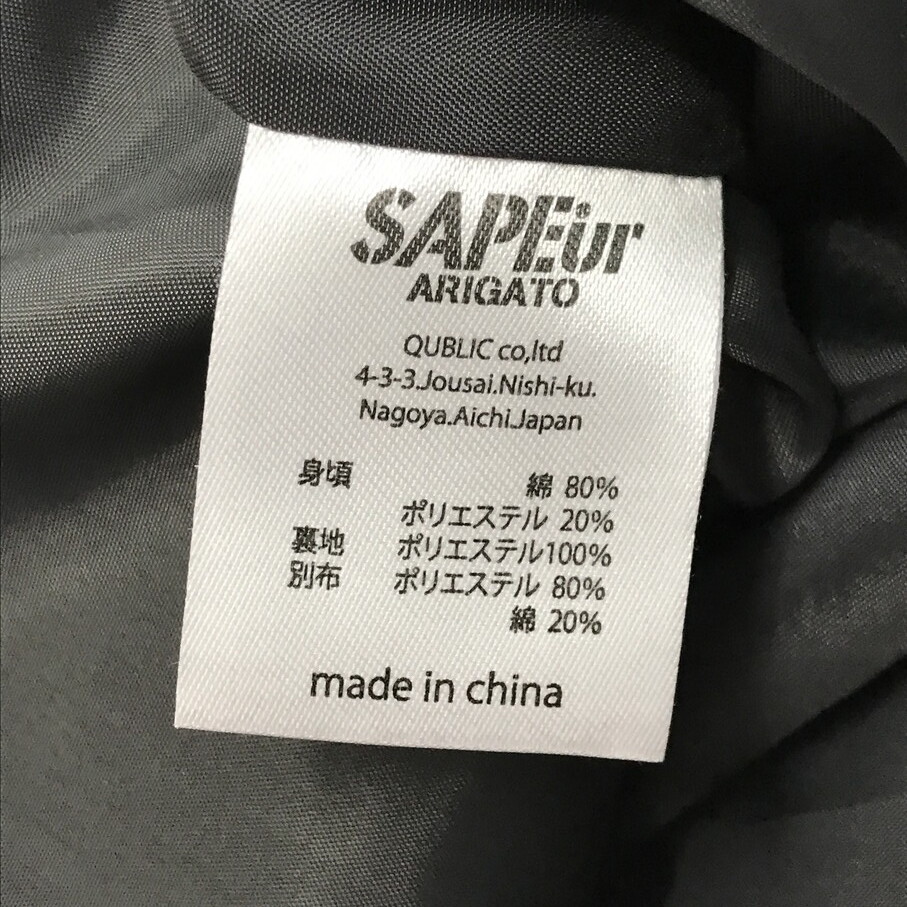 SAPEur
ARIGATO
QUBLIC co,ltd
4-3-3.Jousai.Nishi-ku.
Nagoya.Aichi.Japan
身頃 綿 80%
ポリエステル 20%
裏地 ポリエステル100%
別布 ポリエステル 80%
綿 20%
made in china